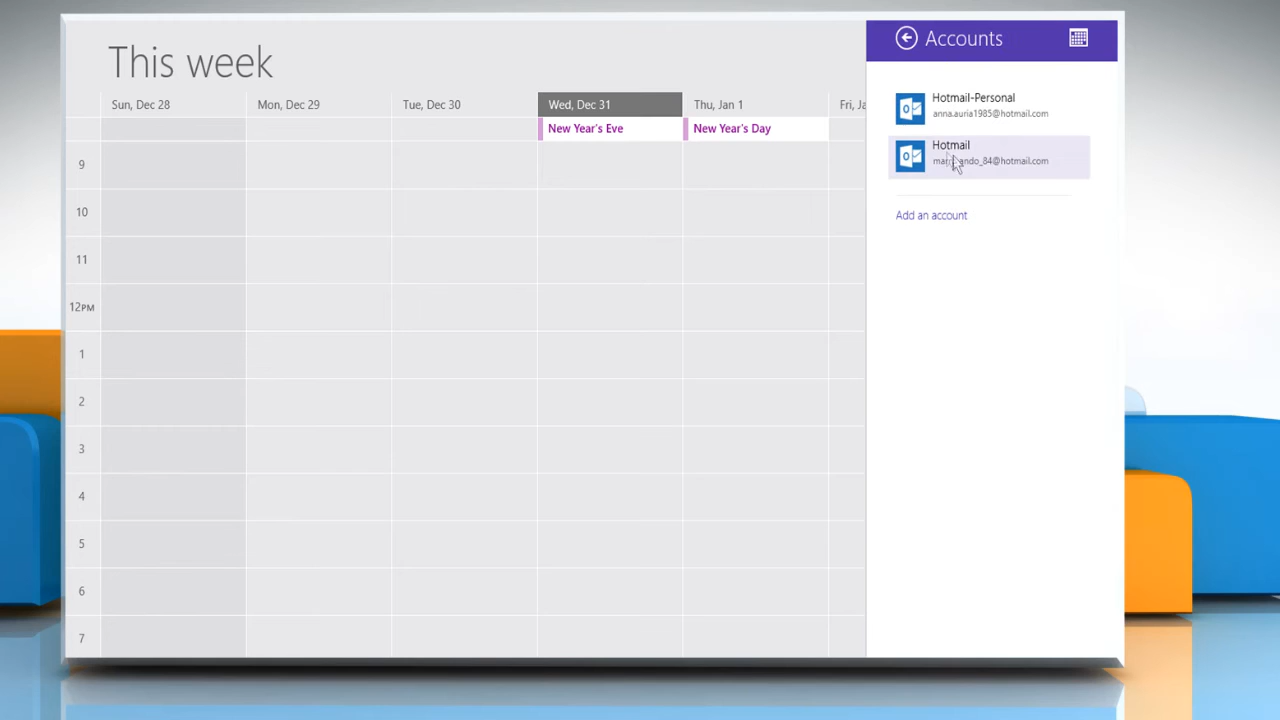 This week
Sun, Dec 28
Mon, Dec 29
Tue, Dec 30
Wed, Dec 31
Thu, Jan 1
Fri,
New Year's Eve
New Year's Day
9
10
11
12PM
1
2
3
4
5
6
7
Accounts
Hotmail-Personal
anna.auria1985@hotmail.com
Hotmail
Add an account